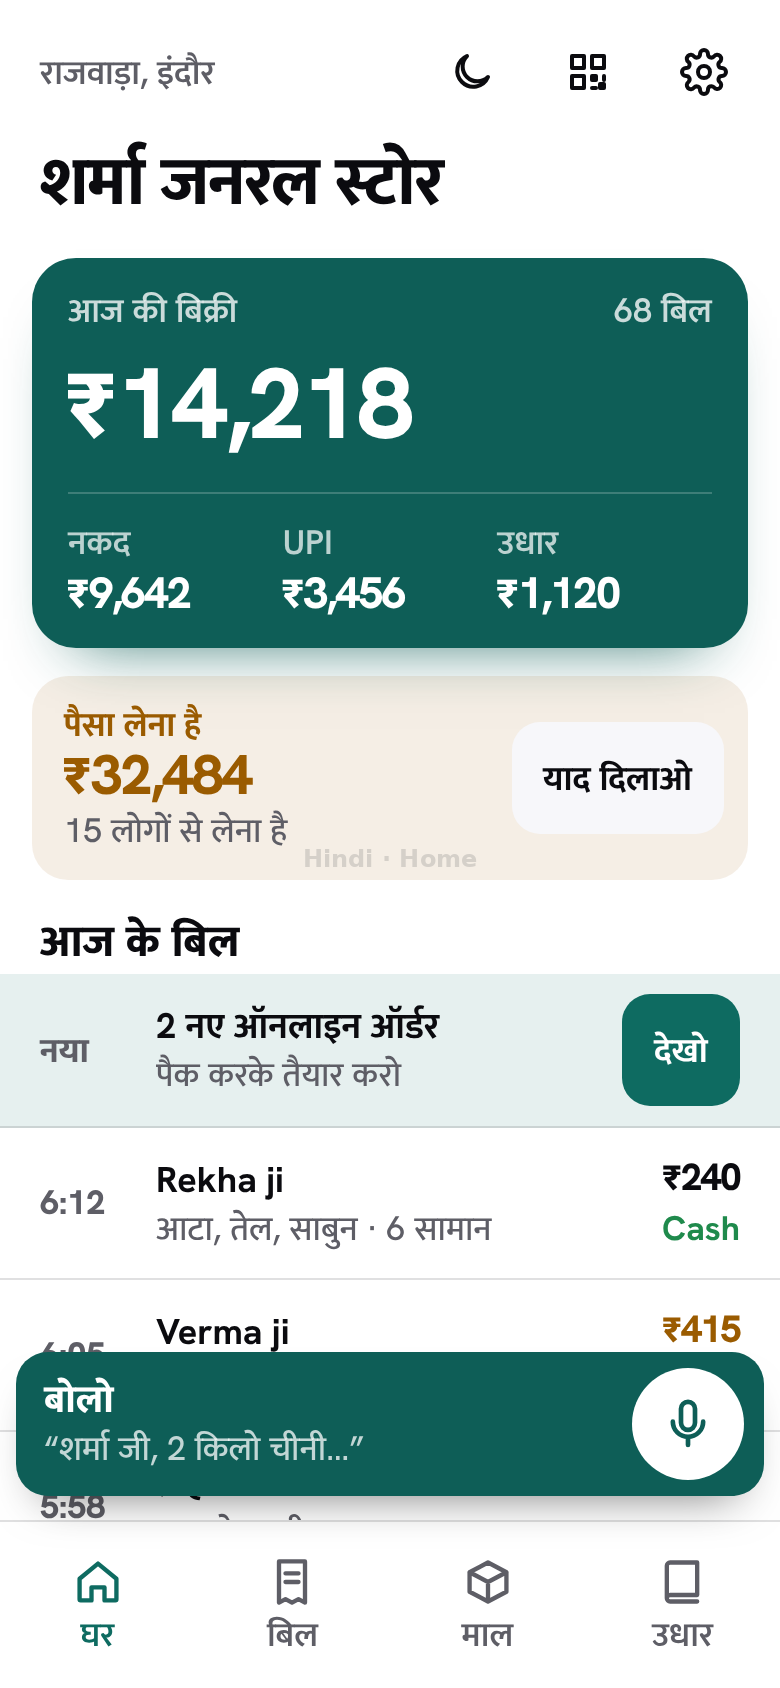 राजवाड़ा, इंदौर
शर्मा जनरल स्टोर
आज की बिक्री
68 बिल
₹14,218
नकद
UPI
उधार
₹9,642
₹3,456
₹1,120
पैसा लेना है
₹32,484
15 लोगों से लेना है
याद दिलाओ
Hindi · Home
आज के बिल
नया
2 नए ऑनलाइन ऑर्डर
पैक करके तैयार करो
देखो
6:12
Rekha ji
₹240
आटा, तेल, साबुन · 6 सामान
Cash
Verma ji
₹415
बोलो
“शर्मा जी, 2 किलो चीनी...”
5:58
घर
बिल
माल
उधार